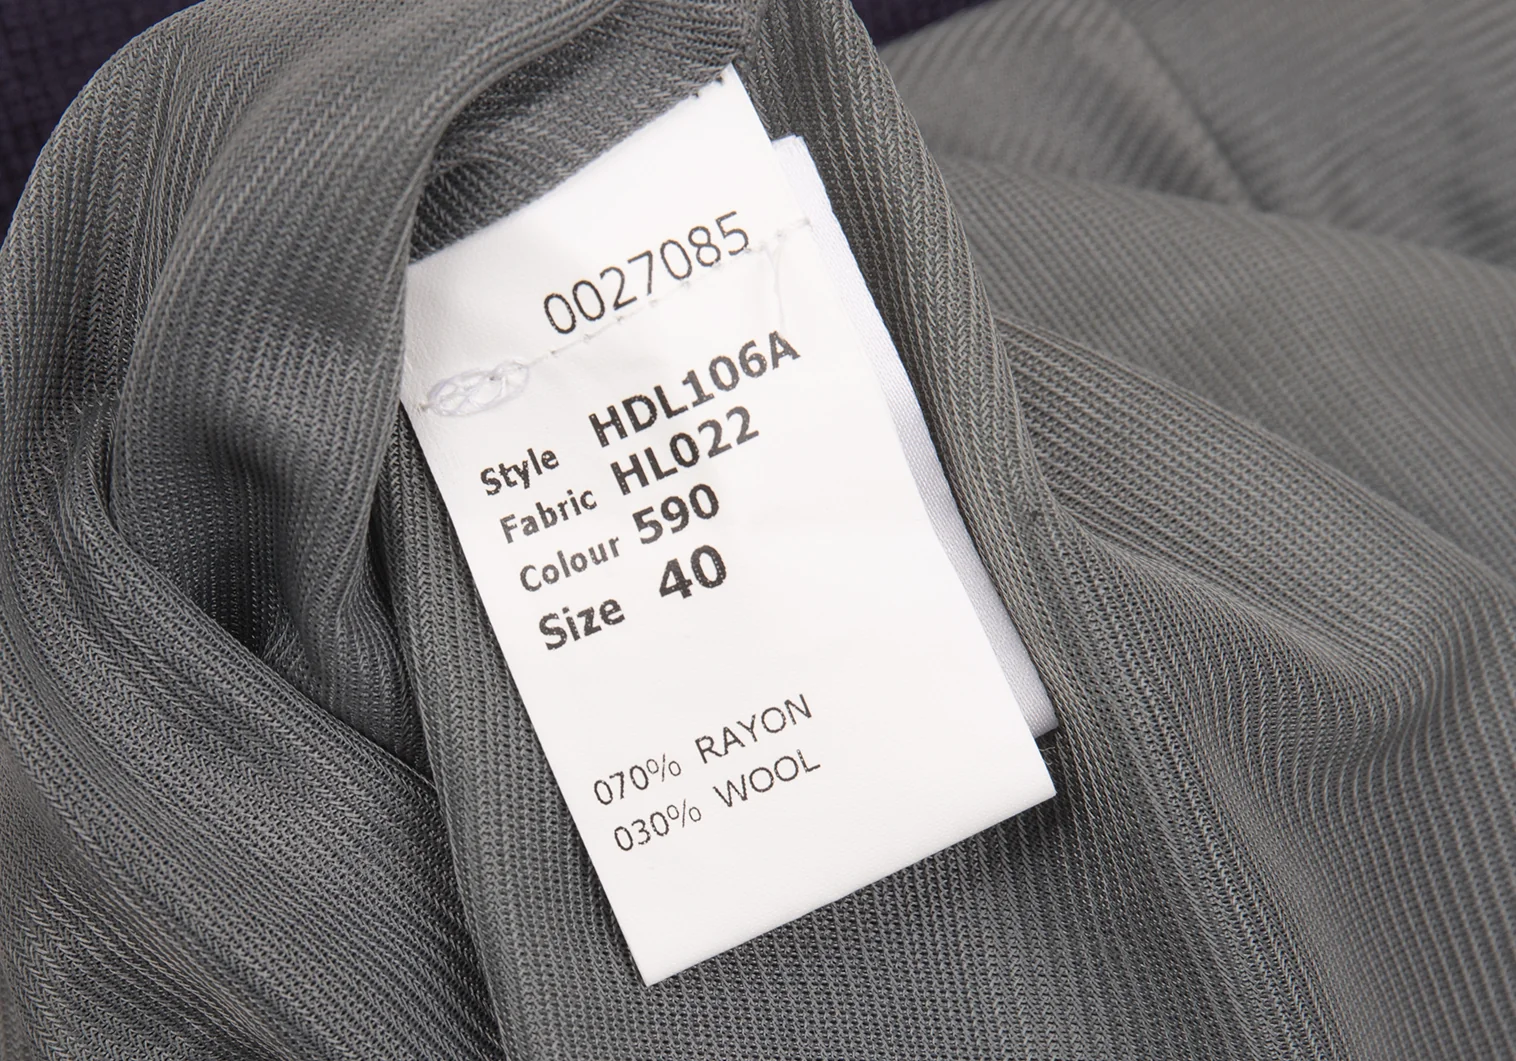 0027085
Style HDL106A
Fabric HL022
Colour 590
Size 40
070% RAYON
030% WOOL